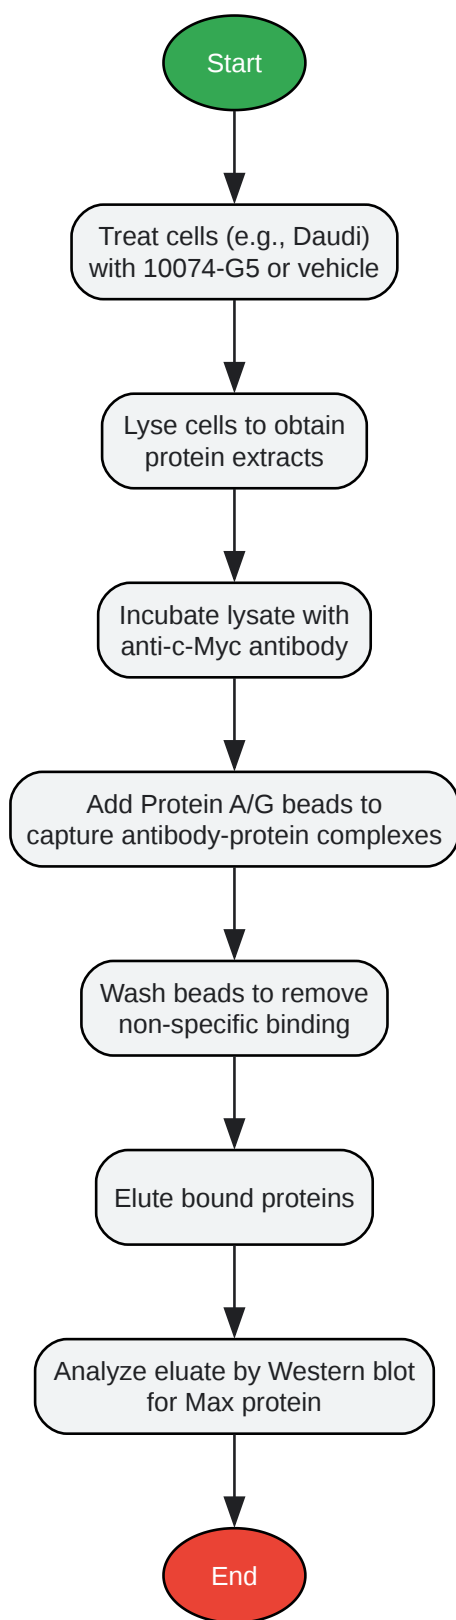 Start
Treat cells (e.g., Daudi)
with 10074-G5 or vehicle
Lyse cells to obtain
protein extracts
Incubate lysate with
anti-c-Myc antibody
Add Protein A/G beads to
capture antibody-protein complexes
Wash beads to remove
non-specific binding
Elute bound proteins
Analyze eluate by Western blot
for Max protein
End